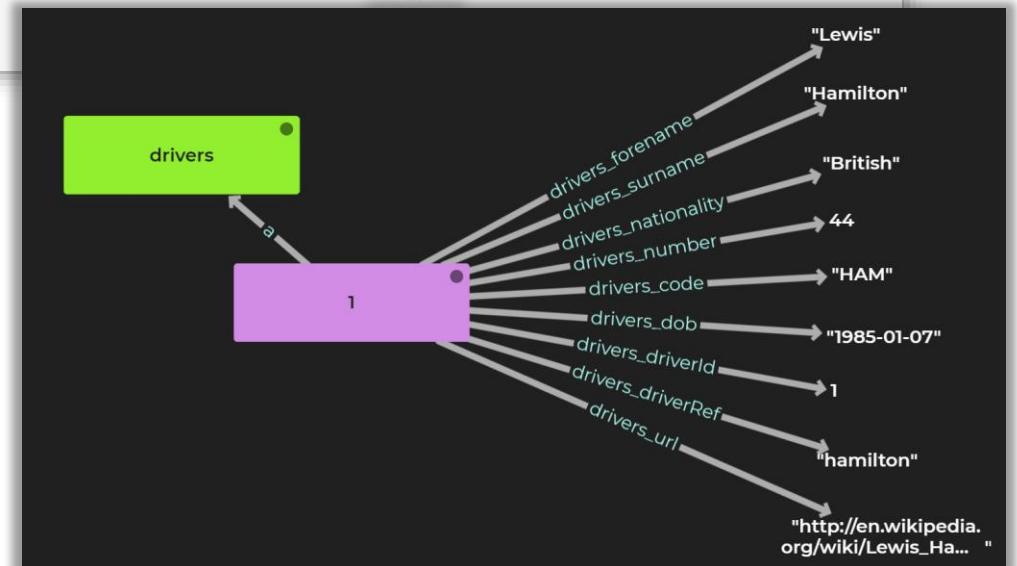 drivers
a
1
drivers_forename
"Lewis"
drivers_surname
"Hamilton"
drivers_nationality
"British"
drivers_number
44
drivers_code
"HAM"
drivers_dob
"1985-01-07"
drivers_driverId
1
drivers_driverRef
"hamilton"
drivers_url
"http://en.wikipedia.
org/wiki/Lewis_Ha... "